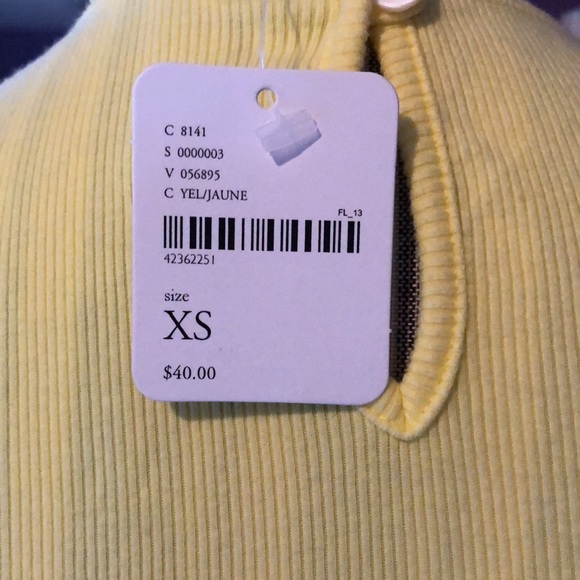 C 8141
S 0000003
V 056895
C YEL/JAUNE
FL_13
42362251
size
XS
$40.00